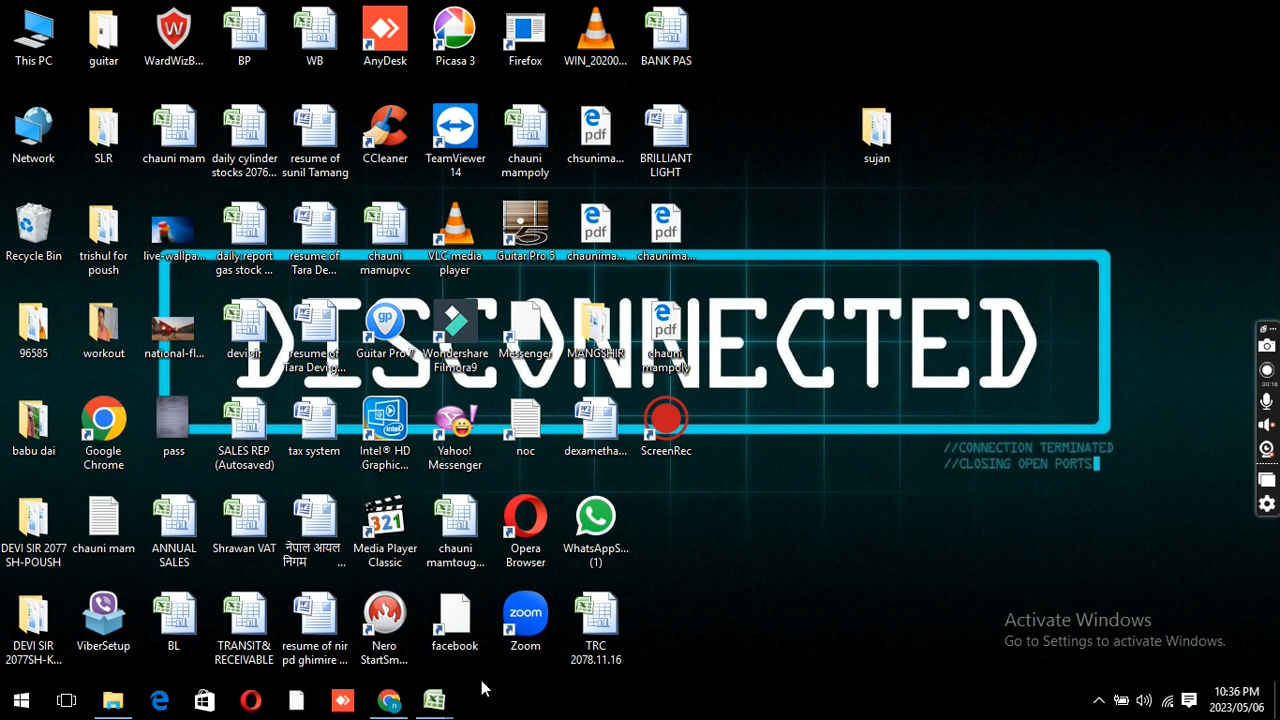 This PC
guitar
WardWizB...
BP
WB
AnyDesk
Picasa 3
Firefox
WIN_20200...
BANK PAS
Network
SLR
chauni mam
daily cylinder
stocks 2076...
resume of
sunil Tamang
CCleaner
TeamViewer
14
chauni
mampoly
chsunima...
BRILLIANT
LIGHT
sujan
Recycle Bin
trishul for
poush
live-wallpa...
daily report
gas stock ...
resume of
Tara De...
chauni
mamupvc
VLC media
player
Guitar Pro 5
chaunima...
chaunima...
DISCONNECTED
96585
workout
national-fl...
devi sir
resume of
Tara Devi g...
Guitar Pro 7
Wondershare
Filmora9
Messenger
MANGSHIR
chauni
mampoly
//CONNECTION TERMINATED
//CLOSING OPEN PORTS
babu dai
Google
Chrome
pass
SALES REP
(Autosaved)
tax system
Intel® HD
Graphic...
Yahoo!
Messenger
noc
dexametha...
ScreenRec
DEVI SIR 2077
SH-POUSH
chauni mam
ANNUAL
SALES
Shrawan VAT
नेपाल आयल
निगम ...
Media Player
Classic
chauni
mamtoug...
Opera
Browser
WhatsAppS...
(1)
DEVI SIR
2077SH-K...
ViberSetup
BL
TRANSIT&
RECEIVABLE
resume of nir
pd ghimire ...
Nero
StartSm...
facebook
Zoom
TRC
2078.11.16
Activate Windows
Go to Settings to activate Windows.
10:36 PM
2023/05/06